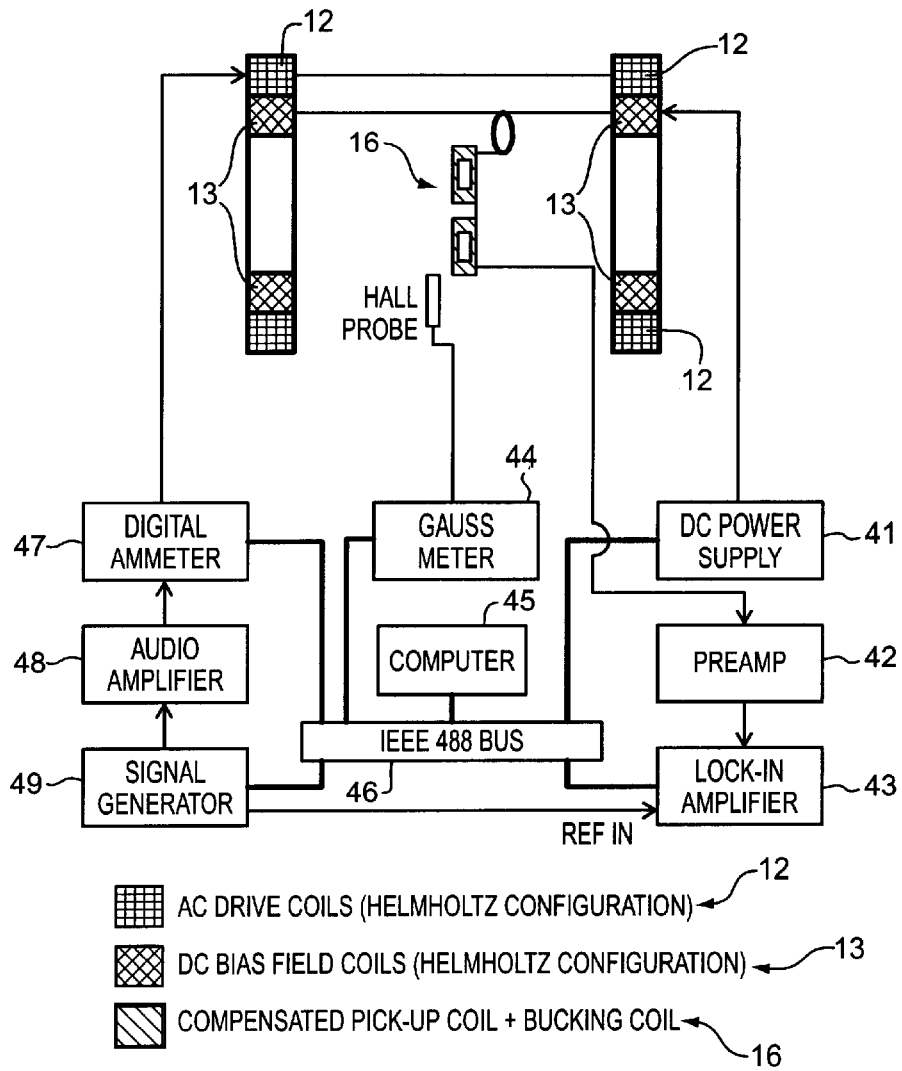 12
12
13
16
13
HALL
PROBE
12
44
47
DIGITAL
AMMETER
GAUSS
METER
DC POWER
SUPPLY
41
45
48
AUDIO
AMPLIFIER
COMPUTER
PREAMP
42
IEEE 488 BUS
49
SIGNAL
GENERATOR
46
LOCK-IN
AMPLIFIER
43
REF IN
12
AC DRIVE COILS (HELMHOLTZ CONFIGURATION)
DC BIAS FIELD COILS (HELMHOLTZ CONFIGURATION)
13
COMPENSATED PICK-UP COIL + BUCKING COIL
16